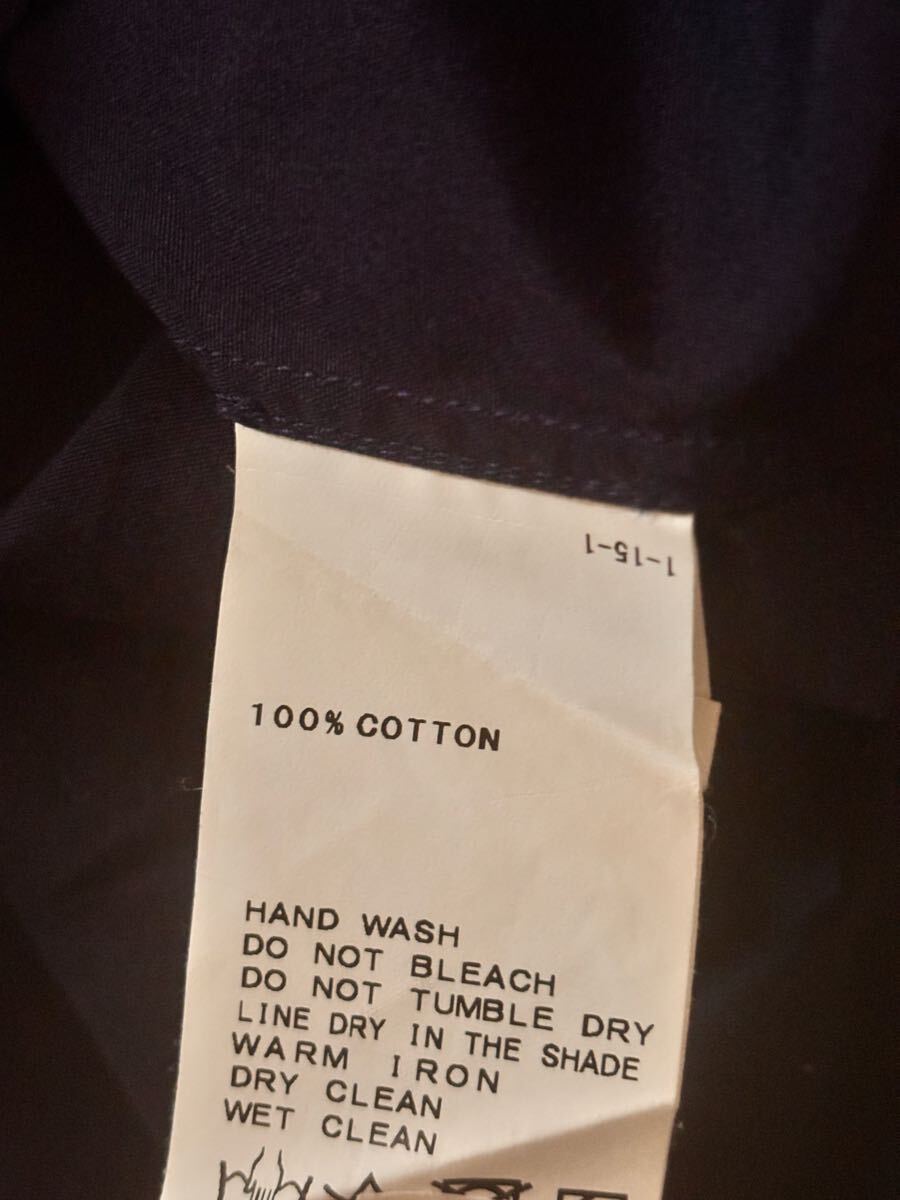 1-15-1
100% COTTON
HAND WASH
DO NOT BLEACH
DO NOT TUMBLE DRY
LINE DRY IN THE SHADE
WARM IRON
DRY CLEAN
WET CLEAN